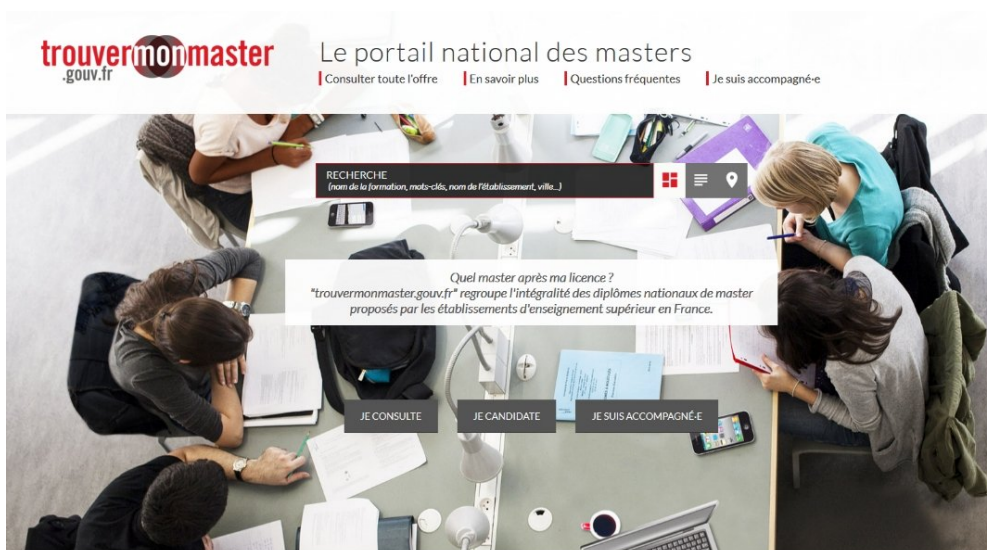 trouvermonmaster
.gouv.fr
Le portail national des masters
Consulter toute l'offre
En savoir plus
Questions fréquentes
Je suis accompagné·e
RECHERCHE
(nom de la formation, mots-clés, nom de l'établissement, ville...)
Quel master après ma licence ?
"trouvermonmaster.gouv.fr" regroupe l'intégralité des diplômes nationaux de master
proposés par les établissements d'enseignement supérieur en France.
JE CONSULTE
JE CANDIDATE
JE SUIS ACCOMPAGNÉ·E